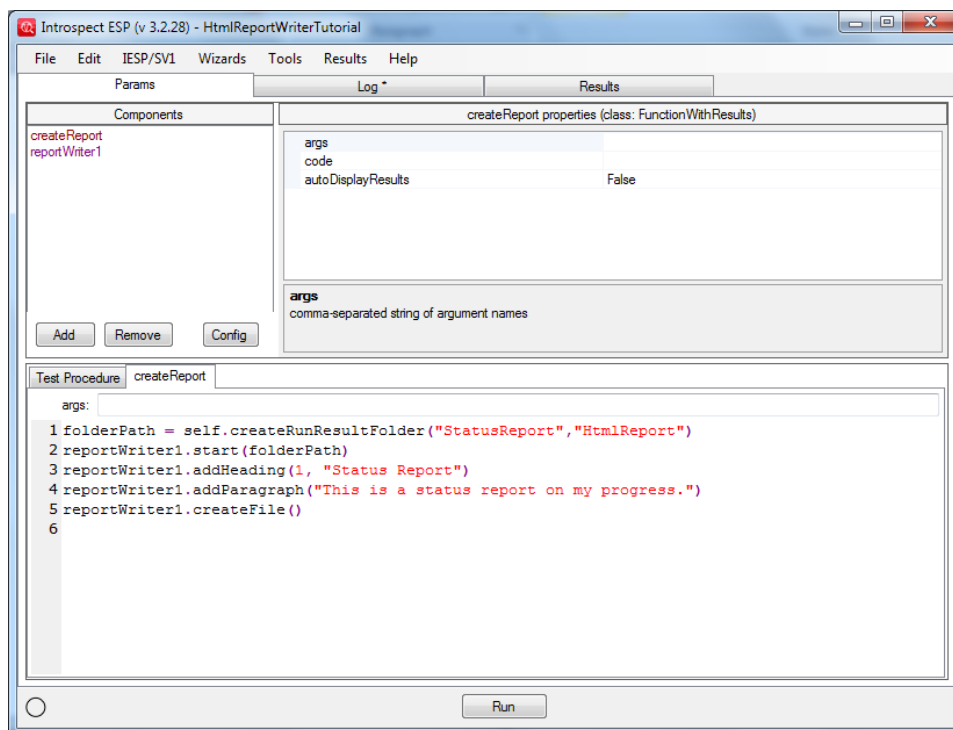 Introspect ESP (v 3.2.28) - HtmlReportWriterTutorial
File Edit IESP/SV1 Wizards Tools Results Help
Params Log * Results
Components
createReport
reportWriter1
Add Remove Config
createReport properties (class: FunctionWithResults)
args
code
autoDisplayResults False
args
comma-separated string of argument names
Test Procedure createReport
args:
1 folderPath = self.createRunResultFolder("StatusReport","HtmlReport")
2 reportWriter1.start(folderPath)
3 reportWriter1.addHeading(1, "Status Report")
4 reportWriter1.addParagraph("This is a status report on my progress.")
5 reportWriter1.createFile()
6
Run